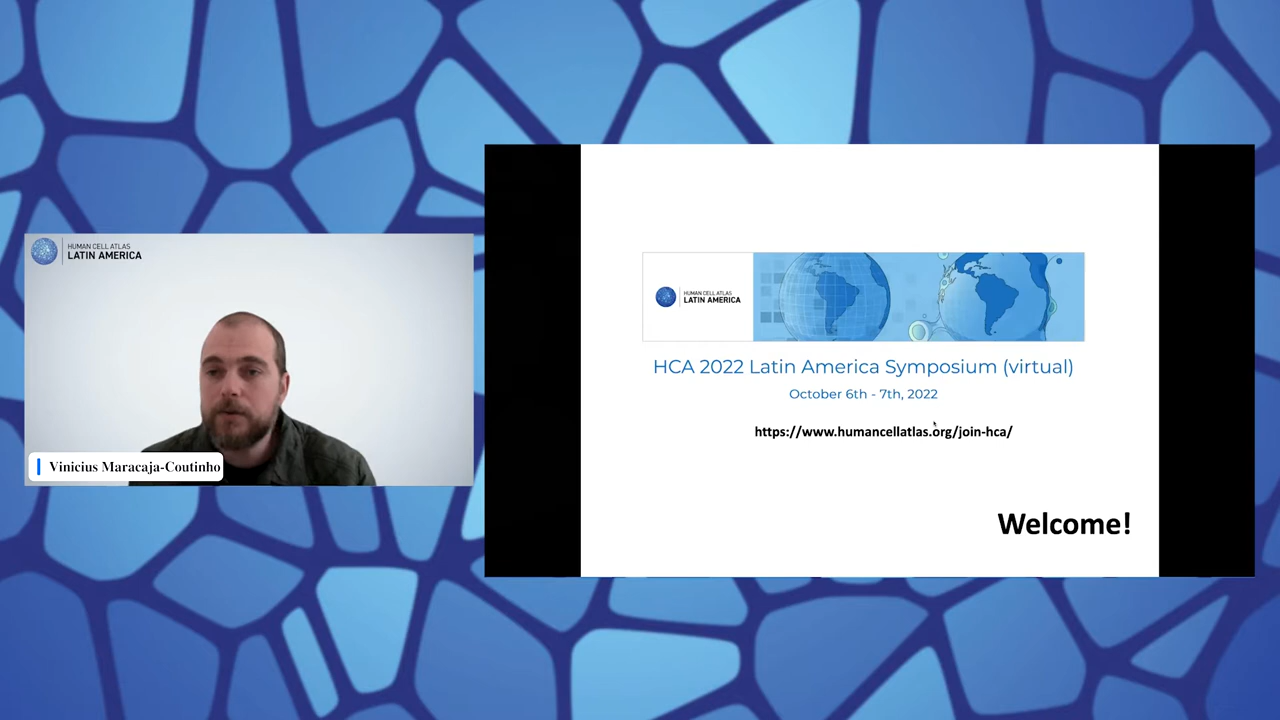 HUMAN CELL ATLAS
LATIN AMERICA
Vinicius Maracaja-Coutinho
HUMAN CELL ATLAS
LATIN AMERICA
HCA 2022 Latin America Symposium (virtual)
October 6th - 7th, 2022
https://www.humancellatlas.org/join-hca/
Welcome!